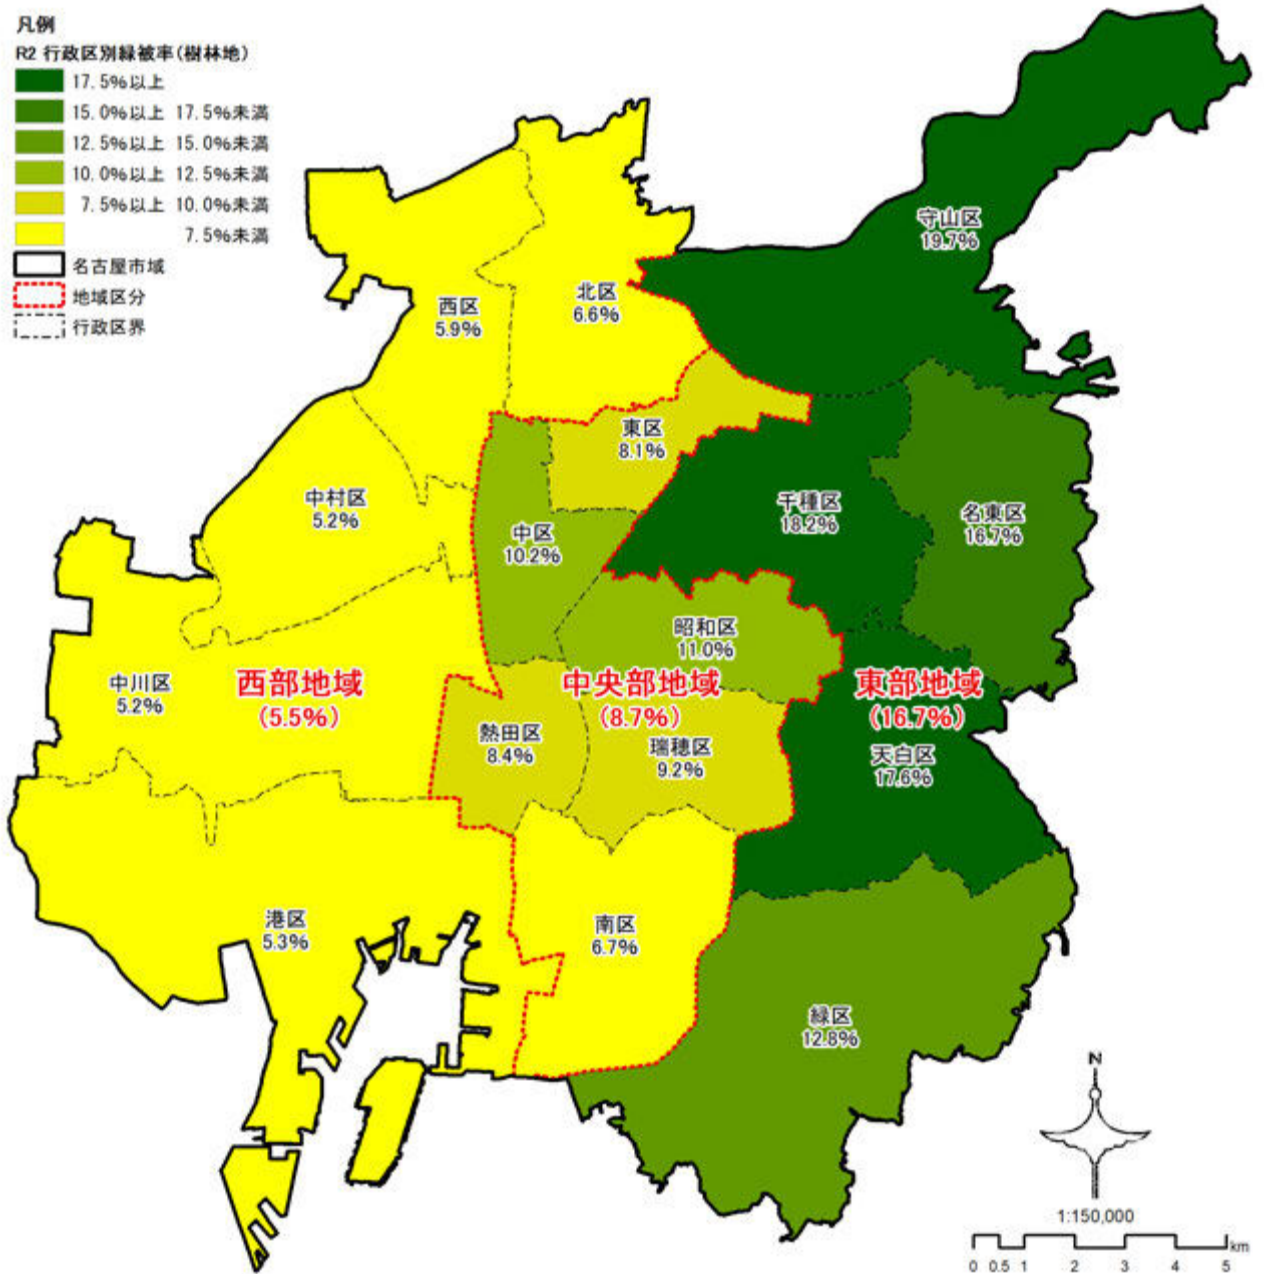 凡例
R2 行政区別緑被率(樹林地)
17.5%以上
15.0%以上 17.5%未満
12.5%以上 15.0%未満
10.0%以上 12.5%未満
7.5%以上 10.0%未満
7.5%未満
名古屋市域
地域区分
行政区界
守山区
19.7%
北区
6.6%
西区
5.9%
東区
8.1%
中村区
5.2%
中区
10.2%
千種区
18.2%
名東区
16.7%
昭和区
11.0%
中川区
5.2%
西部地域
(5.5%)
中央部地域
(8.7%)
東部地域
(16.7%)
熱田区
8.4%
瑞穂区
9.2%
天白区
17.6%
港区
5.3%
南区
6.7%
緑区
12.8%
N
1:150,000
km
0 0.5 1 2 3 4 5